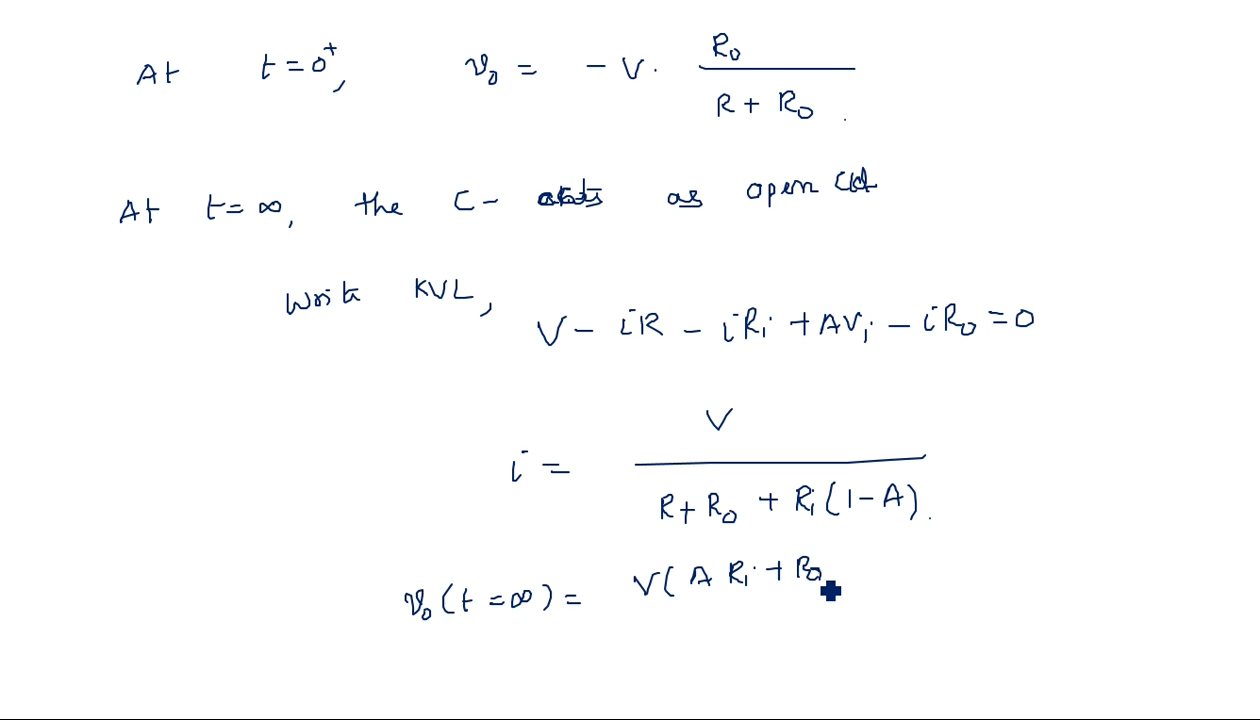 At t = 0⁺, v₀ = - V. R₀ / (R + R₀)
At t = ∞, the C - acts as open ckt
Write KVL,
V - iR - iRᵢ + AVᵢ - iR₀ = 0
i = V / (R + R₀ + Rᵢ(1 - A)).
v₀(t = ∞) = V(A Rᵢ + R₀